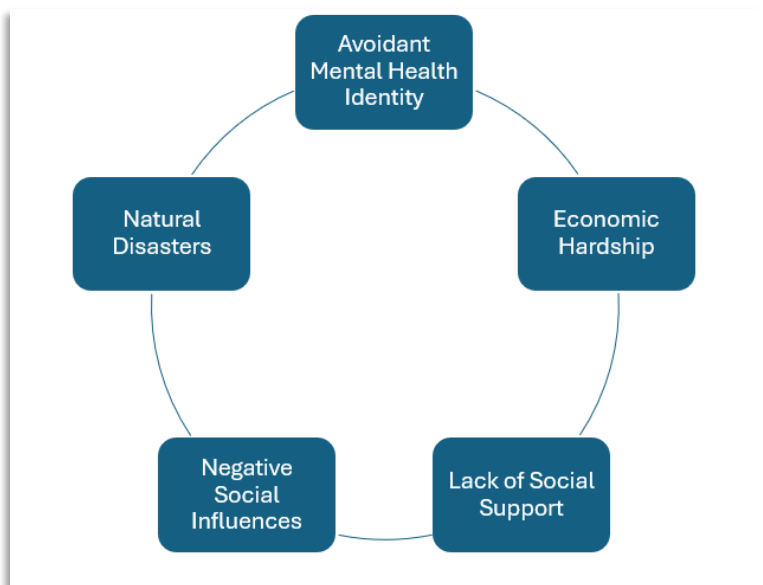 Avoidant
Mental Health
Identity
Economic
Hardship
Lack of Social
Support
Negative
Social
Influences
Natural
Disasters